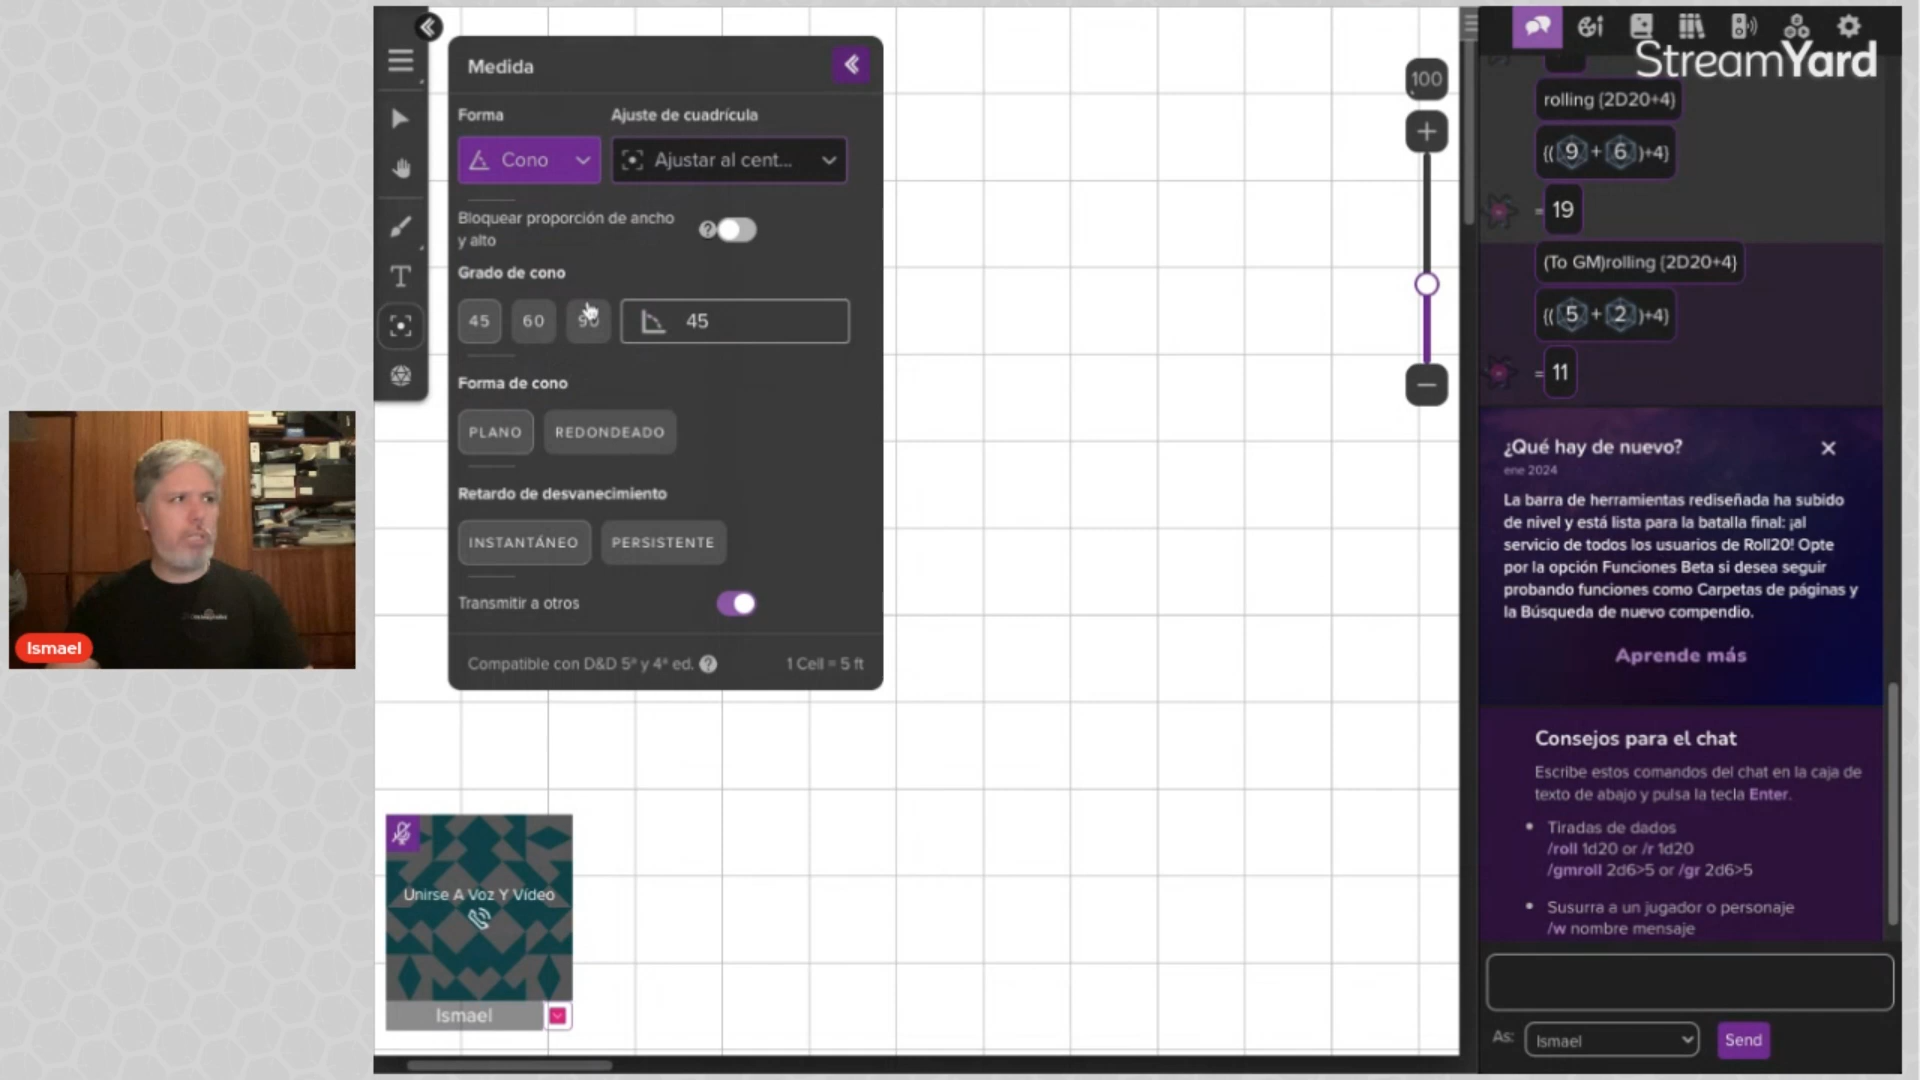 Medida
Forma
Ajuste de cuadrícula
Cono
Ajustar al cent...
Bloquear proporción de ancho
y alto
?
Grado de cono
45
60
90
45
Forma de cono
PLANO
REDONDEADO
Retardo de desvanecimiento
INSTANTÁNEO
PERSISTENTE
Transmitir a otros
Compatible con D&D 5ª y 4ª ed. ?
1 Cell = 5 ft
Ismael
Unirse A Voz Y Vídeo
Ismael
100
StreamYard
rolling {2D20+4}
{(9+6)+4}
= 19
(To GM)rolling {2D20+4}
{(5+2)+4}
= 11
¿Qué hay de nuevo?
ene 2024
La barra de herramientas rediseñada ha subido
de nivel y está lista para la batalla final: ¡al
servicio de todos los usuarios de Roll20! Opte
por la opción Funciones Beta si desea seguir
probando funciones como Carpetas de páginas y
la Búsqueda de nuevo compendio.
Aprende más
Consejos para el chat
Escribe estos comandos del chat en la caja de
texto de abajo y pulsa la tecla Enter.
Tiradas de dados
/roll 1d20 or /r 1d20
/gmroll 2d6>5 or /gr 2d6>5
Susurra a un jugador o personaje
/w nombre mensaje
As:
Ismael
Send